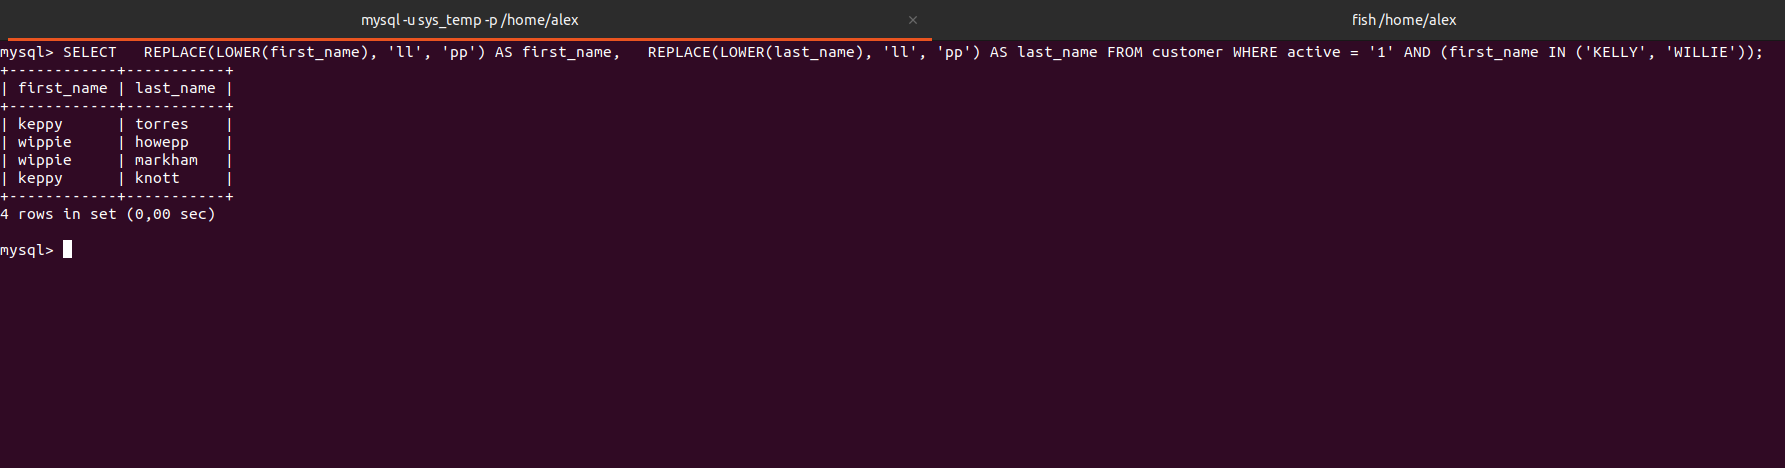 mysql -u sys_temp -p /home/alex × fish /home/alex
mysql> SELECT   REPLACE(LOWER(first_name), 'll', 'pp') AS first_name,   REPLACE(LOWER(last_name), 'll', 'pp') AS last_name FROM customer WHERE active = '1' AND (first_name IN ('KELLY', 'WILLIE'));
+------------+-----------+
| first_name | last_name |
+------------+-----------+
| keppy      | torres    |
| wippie     | howepp    |
| wippie     | markham   |
| keppy      | knott     |
+------------+-----------+
4 rows in set (0,00 sec)
mysql>